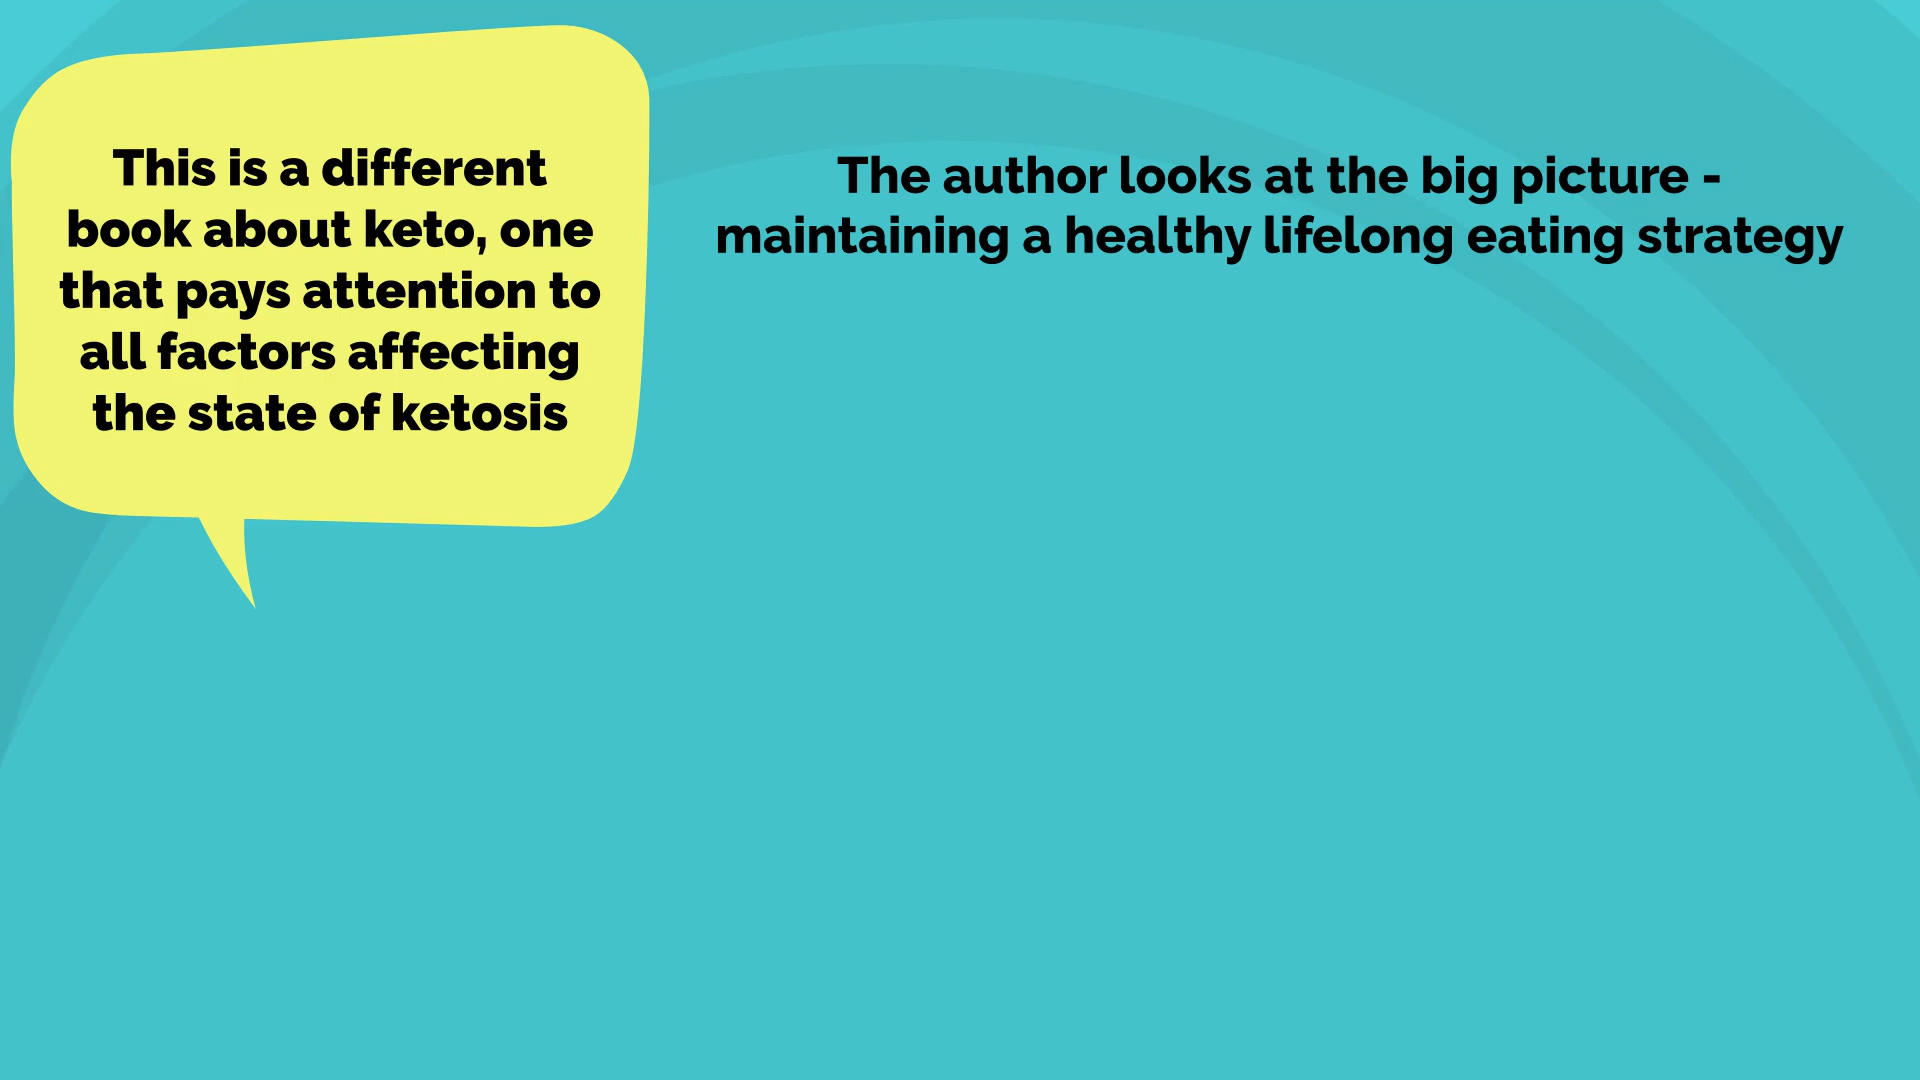 This is a different
book about keto, one
that pays attention to
all factors affecting
the state of ketosis
The author looks at the big picture -
maintaining a healthy lifelong eating strategy